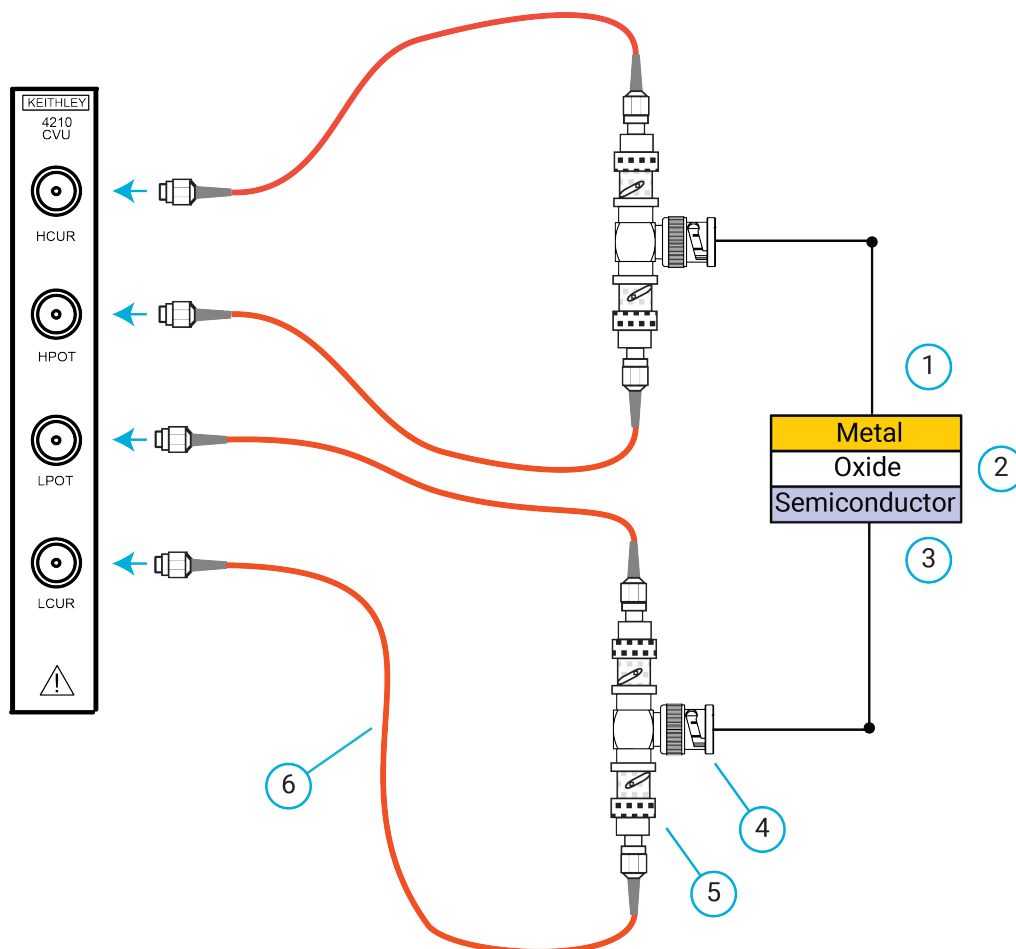 KEITHLEY
4210
CVU
HCUR
HPOT
LPOT
LCUR
1
Metal
Oxide
2
Semiconductor
3
4
5
6